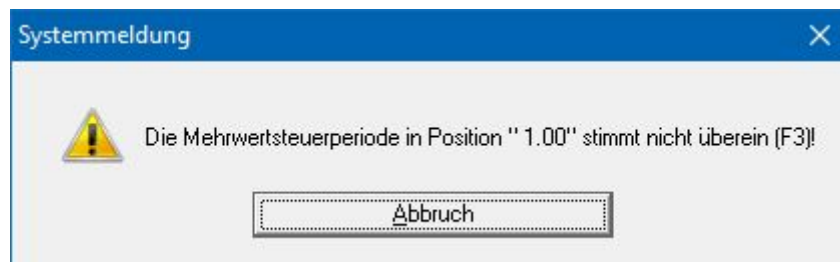 Systemmeldung
Die Mehrwertsteuerperiode in Position " 1.00" stimmt nicht überein (F3)!
Abbruch